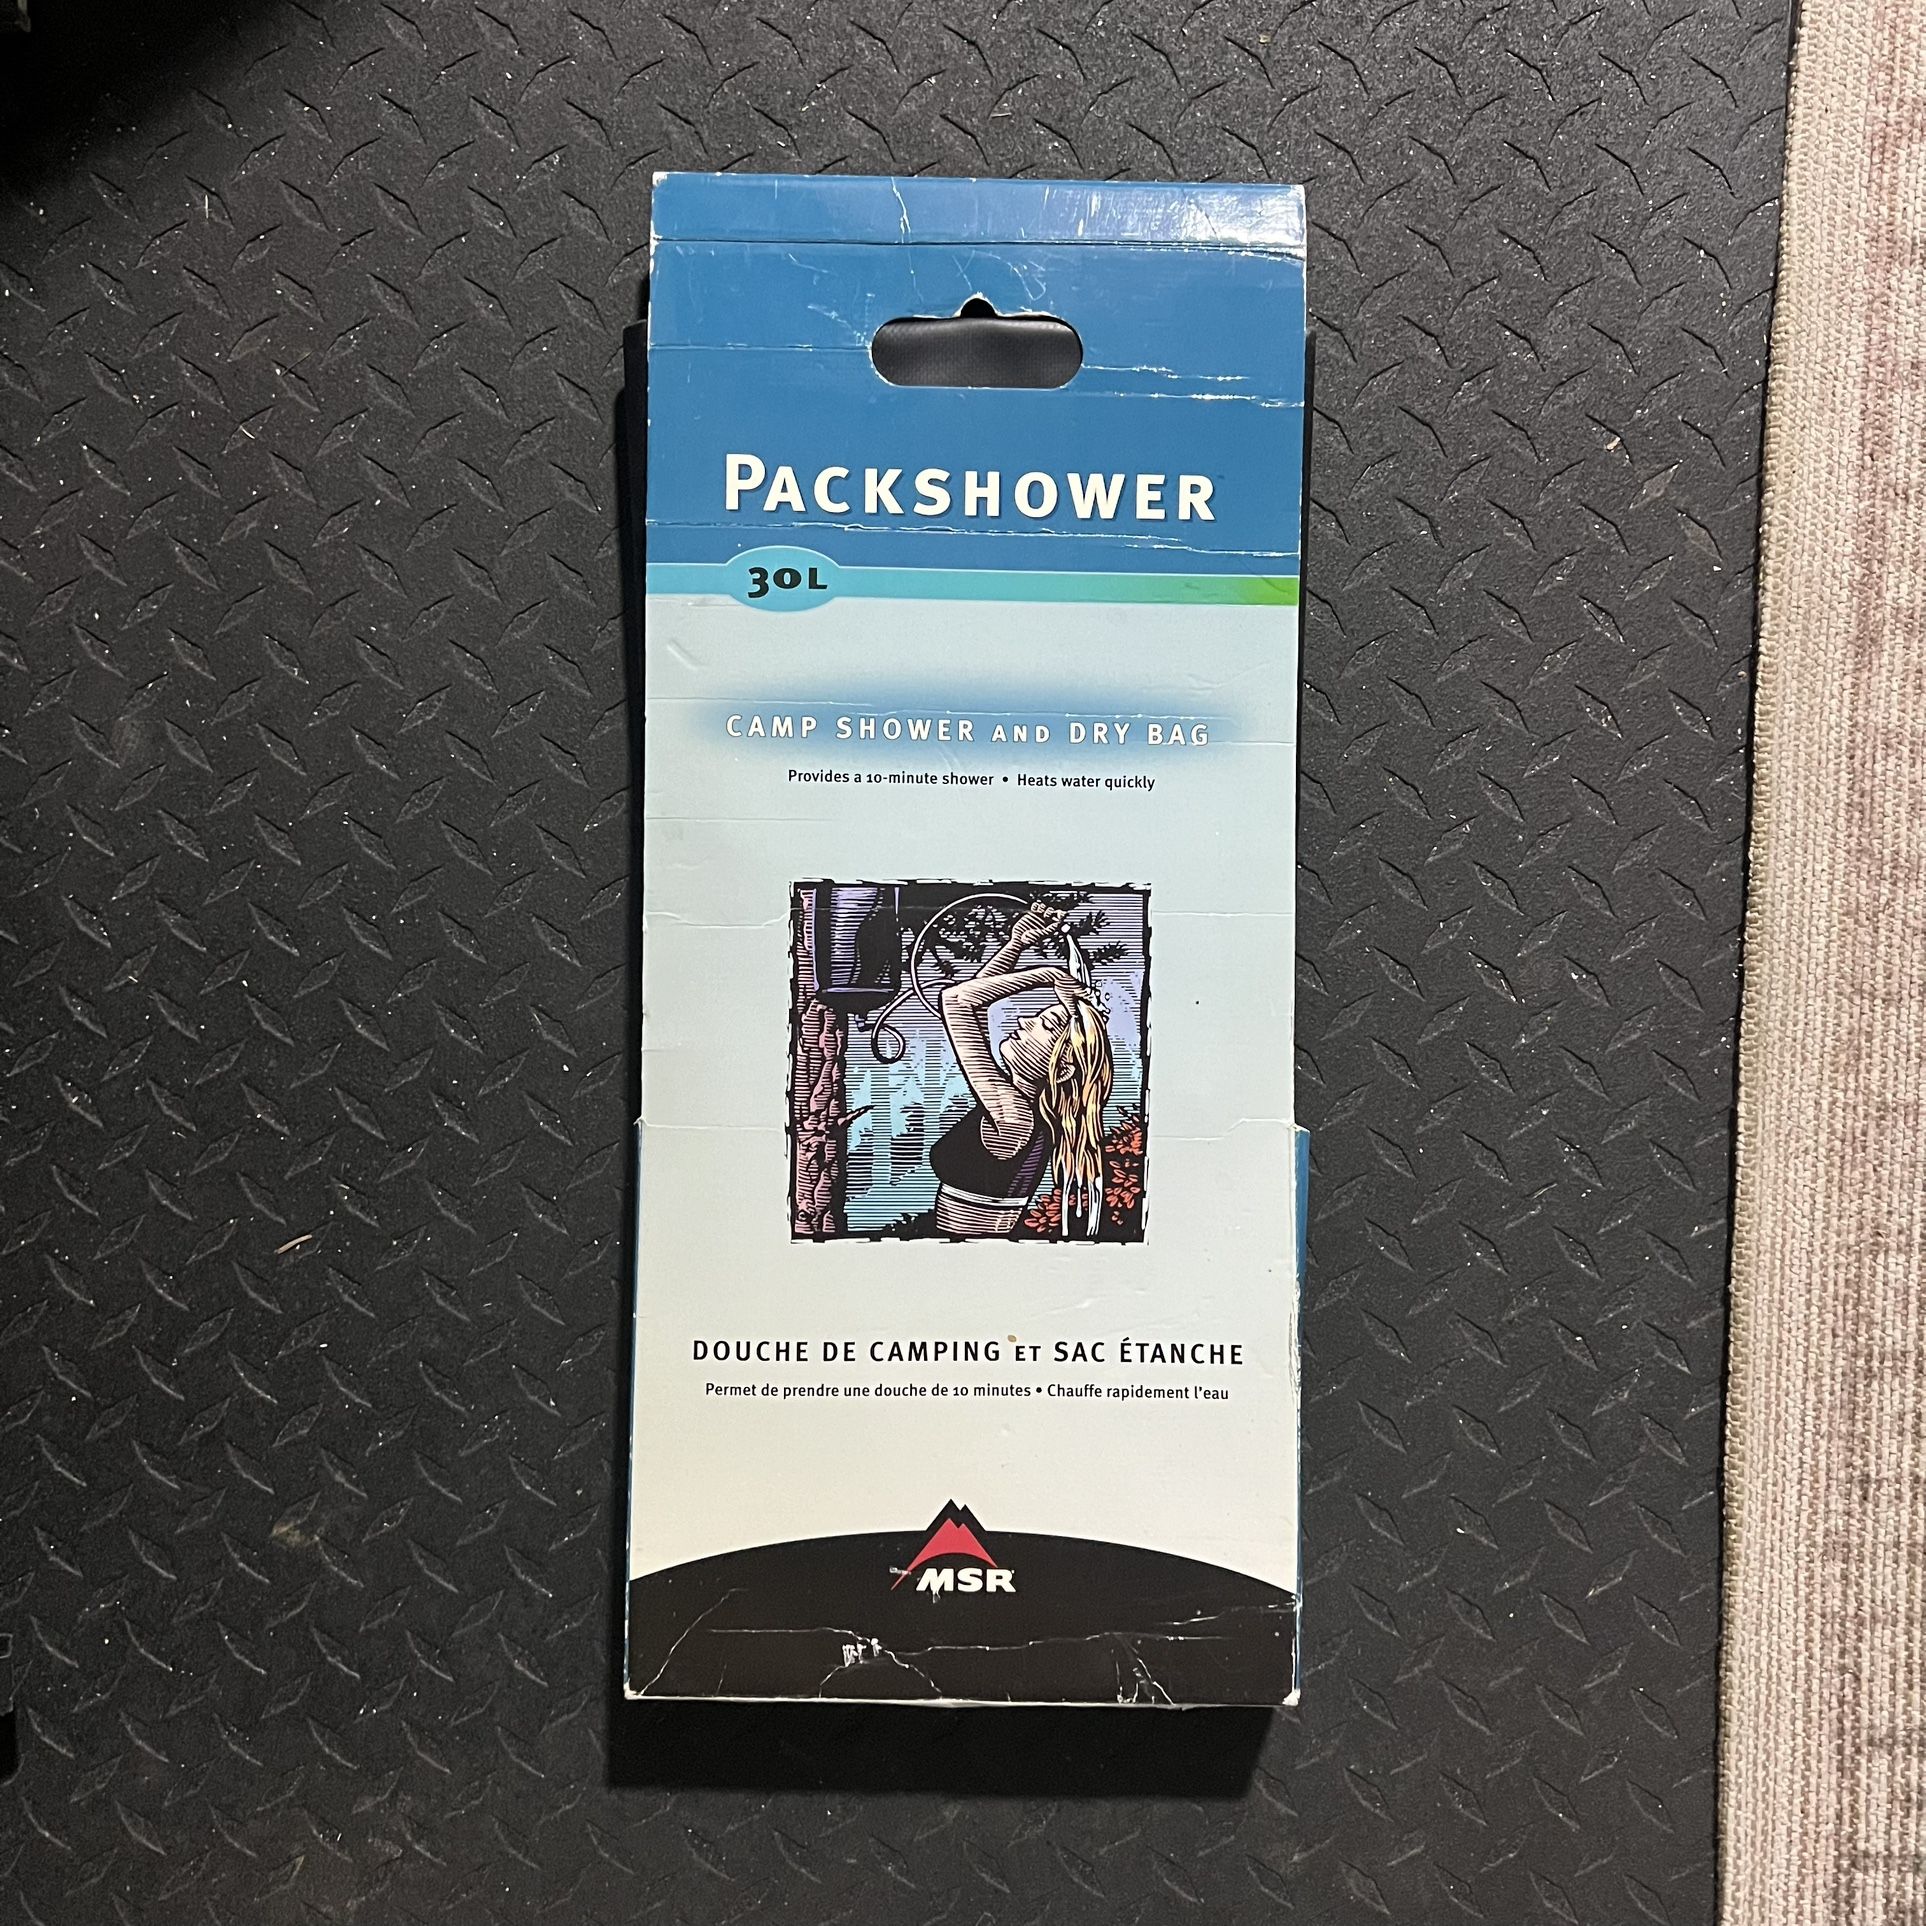 PACKSHOWER
30L
CAMP SHOWER AND DRY BAG
Provides a 10-minute shower • Heats water quickly
DOUCHE DE CAMPING ET SAC ÉTANCHE
Permet de prendre une douche de 10 minutes • Chauffe rapidement l'eau
MSR